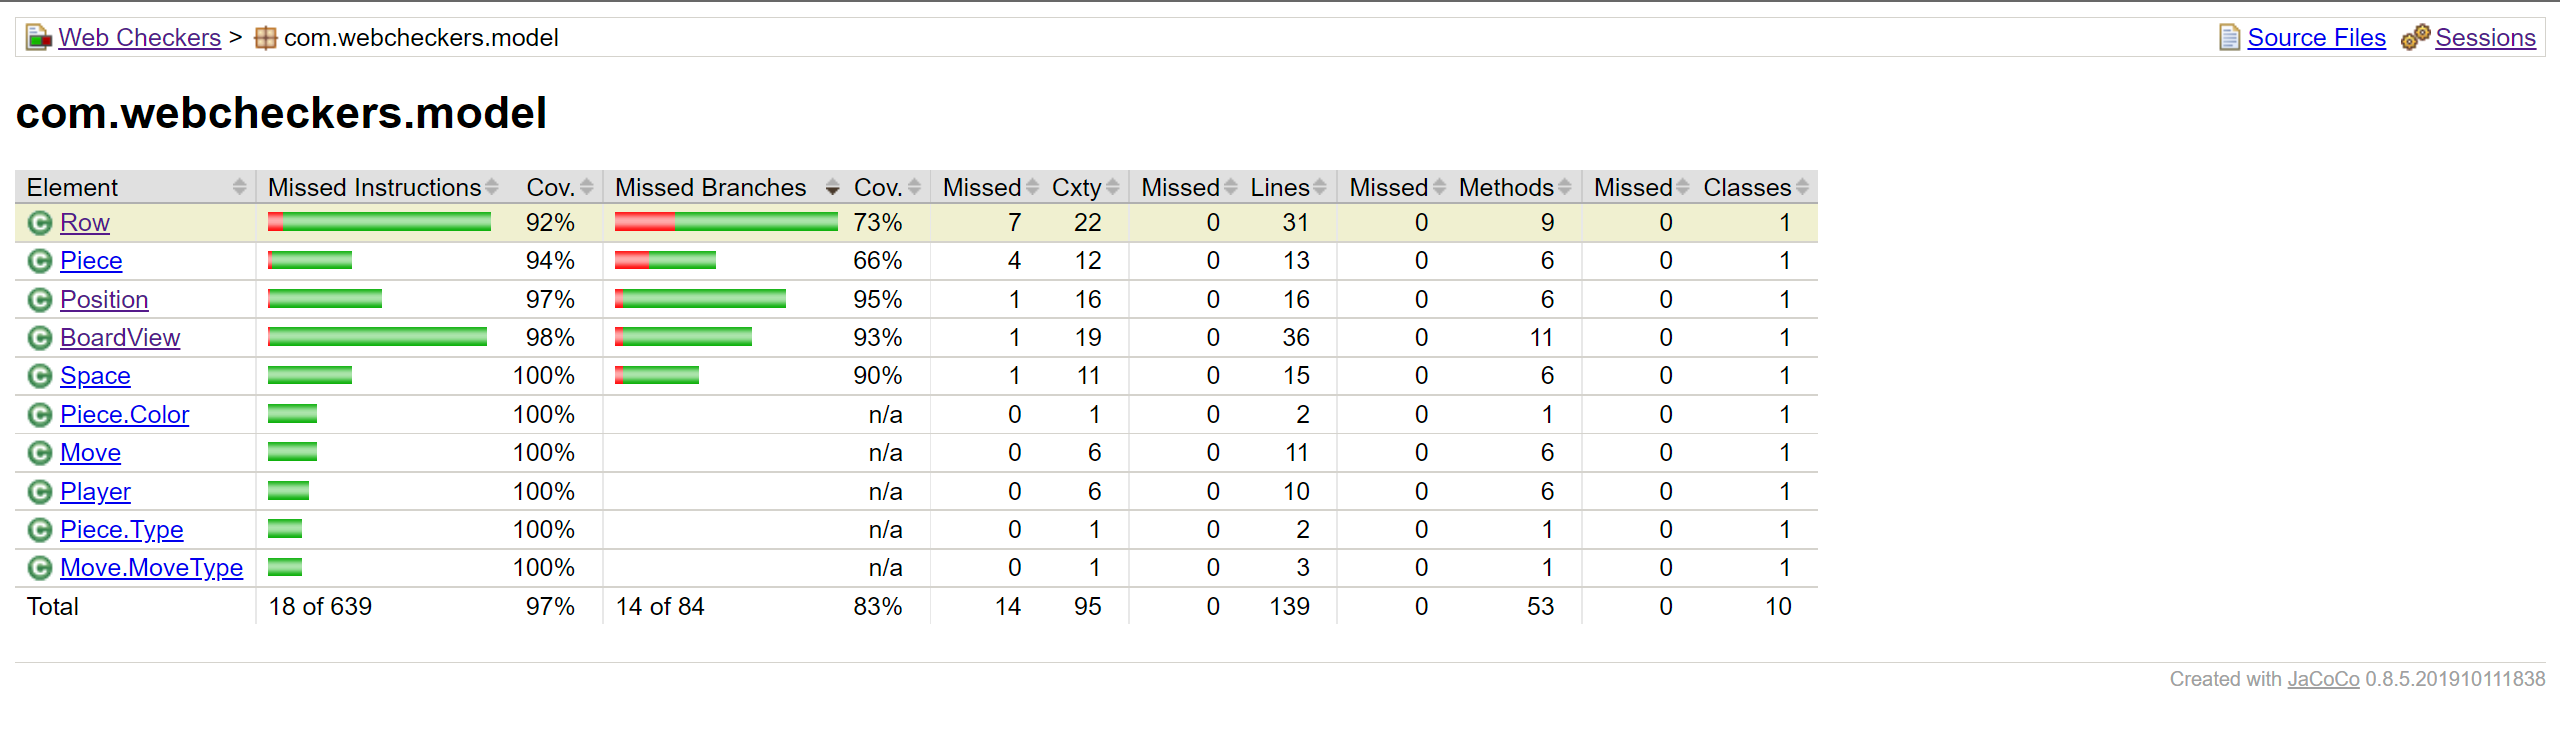 Web Checkers > com.webcheckers.model Source Files Sessions
com.webcheckers.model
Element Missed Instructions Cov. Missed Branches Cov. Missed Cxty Missed Lines Missed Methods Missed Classes
Row 92% 73% 7 22 0 31 0 9 0 1
Piece 94% 66% 4 12 0 13 0 6 0 1
Position 97% 95% 1 16 0 16 0 6 0 1
BoardView 98% 93% 1 19 0 36 0 11 0 1
Space 100% 90% 1 11 0 15 0 6 0 1
Piece.Color 100% n/a 0 1 0 2 0 1 0 1
Move 100% n/a 0 6 0 11 0 6 0 1
Player 100% n/a 0 6 0 10 0 6 0 1
Piece.Type 100% n/a 0 1 0 2 0 1 0 1
Move.MoveType 100% n/a 0 1 0 3 0 1 0 1
Total 18 of 639 97% 14 of 84 83% 14 95 0 139 0 53 0 10
Created with JaCoCo 0.8.5.201910111838